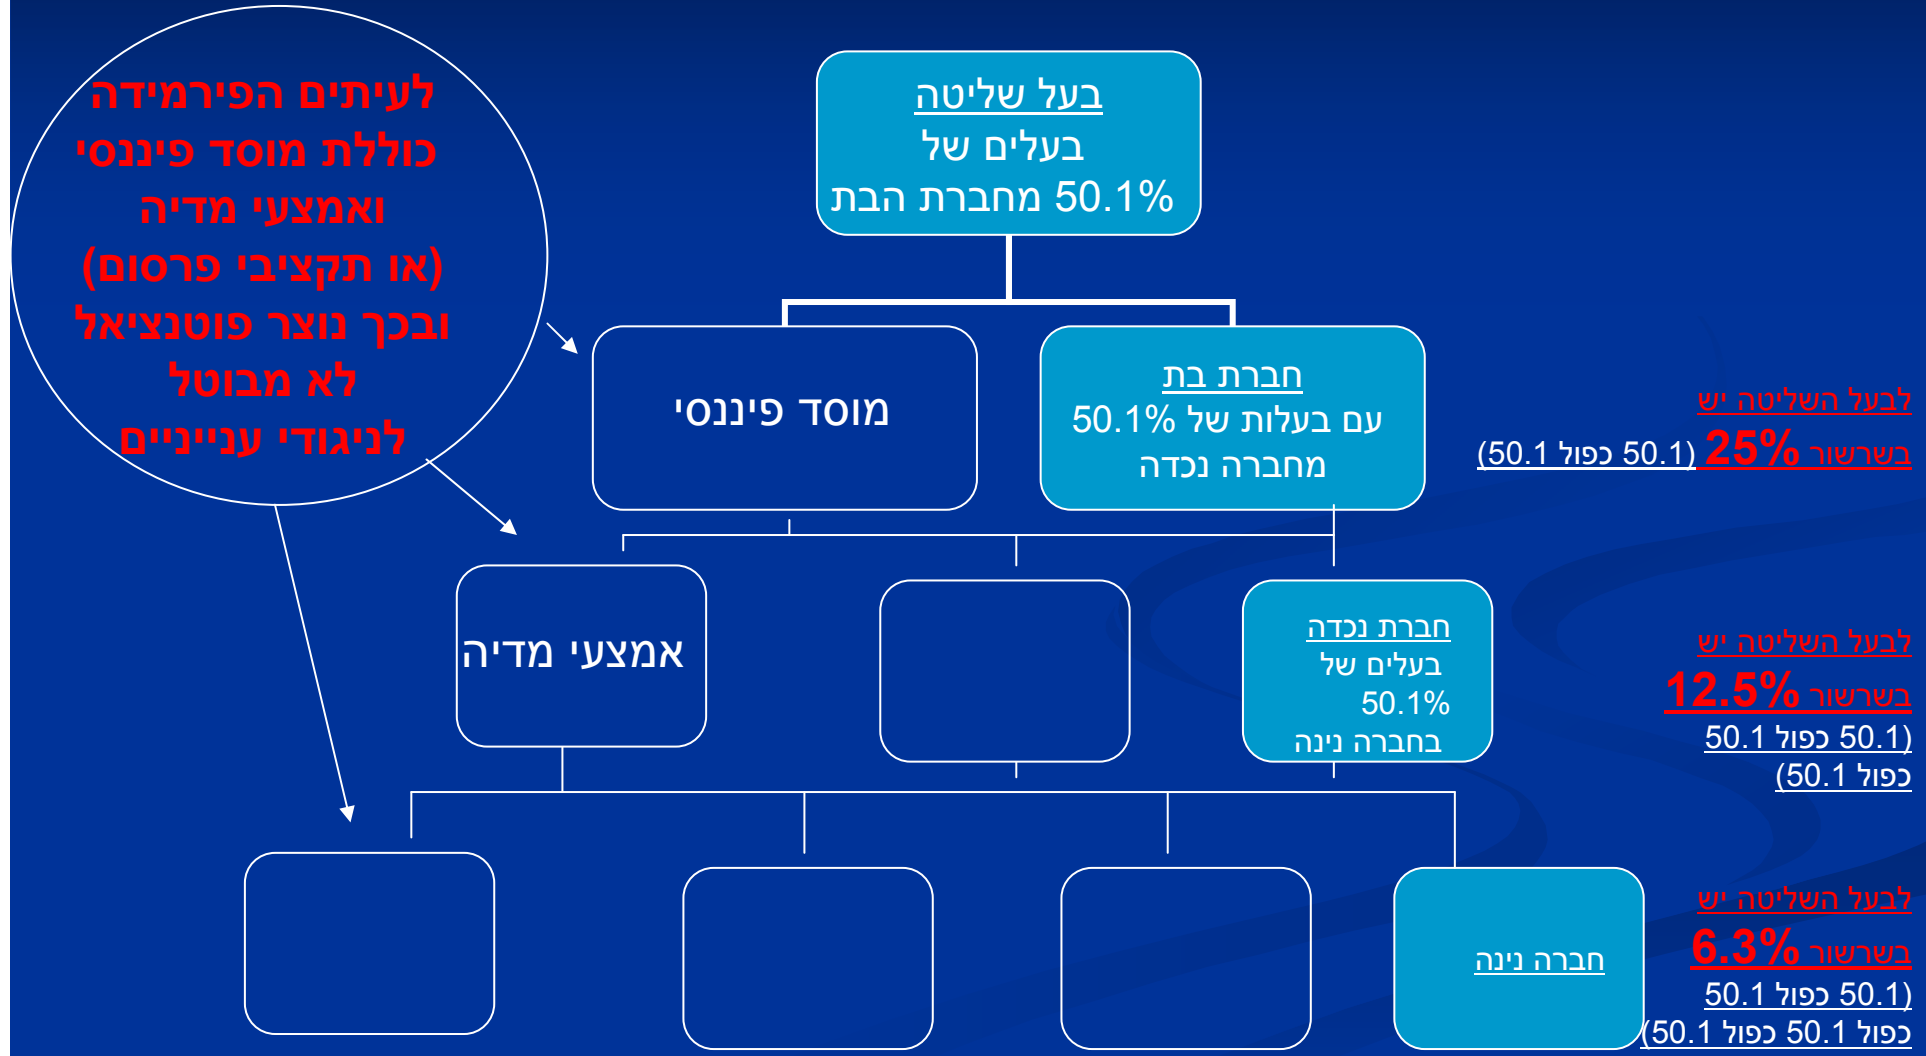 לעיתים הפירמידה
כוללת מוסד פיננסי
ואמצעי מדיה
(או תקציבי פרסום)
ובכך נוצר פוטנציאל
לא מבוטל
לניגודי ענייניים
בעל שליטה
בעלים של
50.1% מחברת הבת
מוסד פיננסי
חברת בת
עם בעלות של 50.1%
מחברה נכדה
לבעל השליטה יש
בשרשור 25% (50.1 כפול 50.1)
אמצעי מדיה
חברת נכדה
בעלים של
50.1%
בחברה נינה
לבעל השליטה יש
בשרשור 12.5%
(50.1 כפול 50.1
כפול 50.1)
חברה נינה
לבעל השליטה יש
בשרשור 6.3%
(50.1 כפול 50.1
כפול 50.1 כפול 50.1)